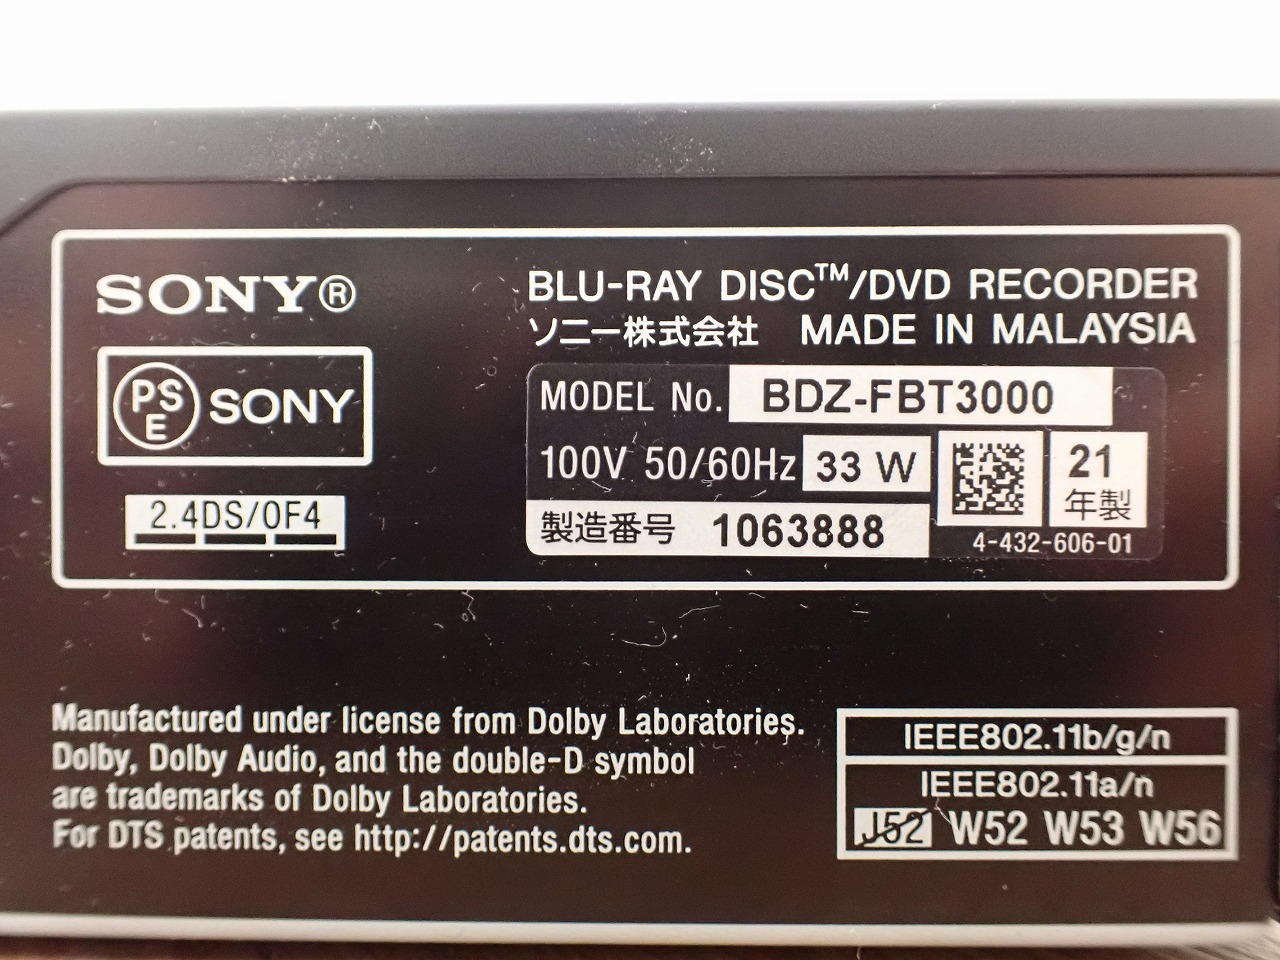 SONY®
PSE SONY
2.4DS/OF4
BLU-RAY DISC™/DVD RECORDER
ソニー株式会社 MADE IN MALAYSIA
MODEL No. BDZ-FBT3000
100V 50/60Hz 33 W
21
年製
製造番号 1063888
4-432-606-01
Manufactured under license from Dolby Laboratories.
Dolby, Dolby Audio, and the double-D symbol
are trademarks of Dolby Laboratories.
For DTS patents, see http://patents.dts.com.
IEEE802.11b/g/n
IEEE802.11a/n
J52 W52 W53 W56